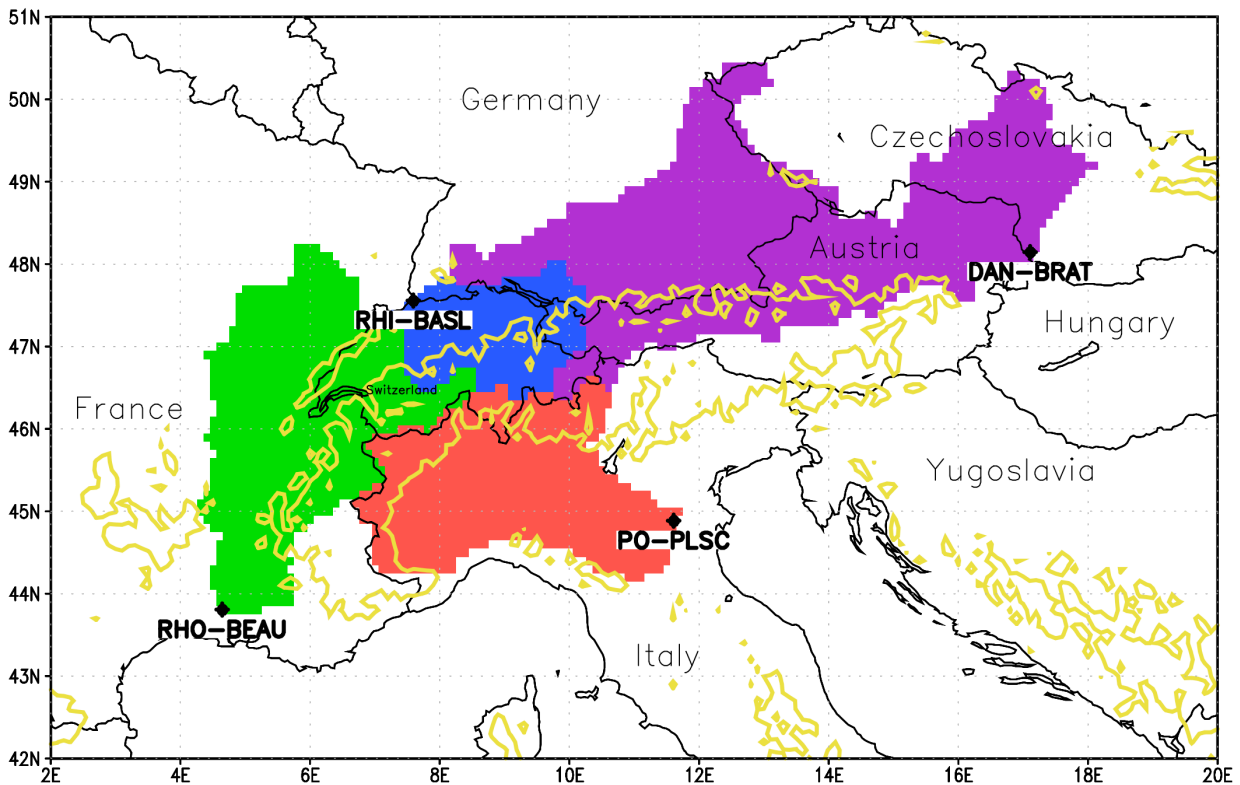 51N
50N
49N
48N
47N
46N
45N
44N
43N
42N
Germany
Czechoslovakia
Austria
DAN-BRAT
RHI-BASL
Hungary
Switzerland
France
Yugoslavia
PO-PLSC
RHO-BEAU
Italy
2E 4E 6E 8E 10E 12E 14E 16E 18E 20E